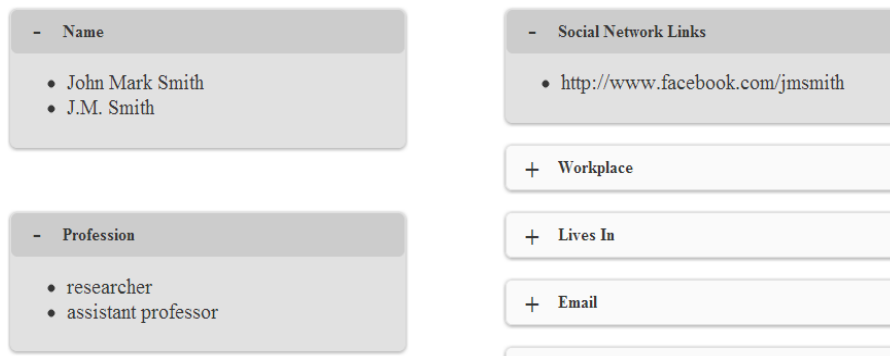 - Name
• John Mark Smith
• J.M. Smith
- Profession
• researcher
• assistant professor
- Social Network Links
• http://www.facebook.com/jmsmith
+ Workplace
+ Lives In
+ Email